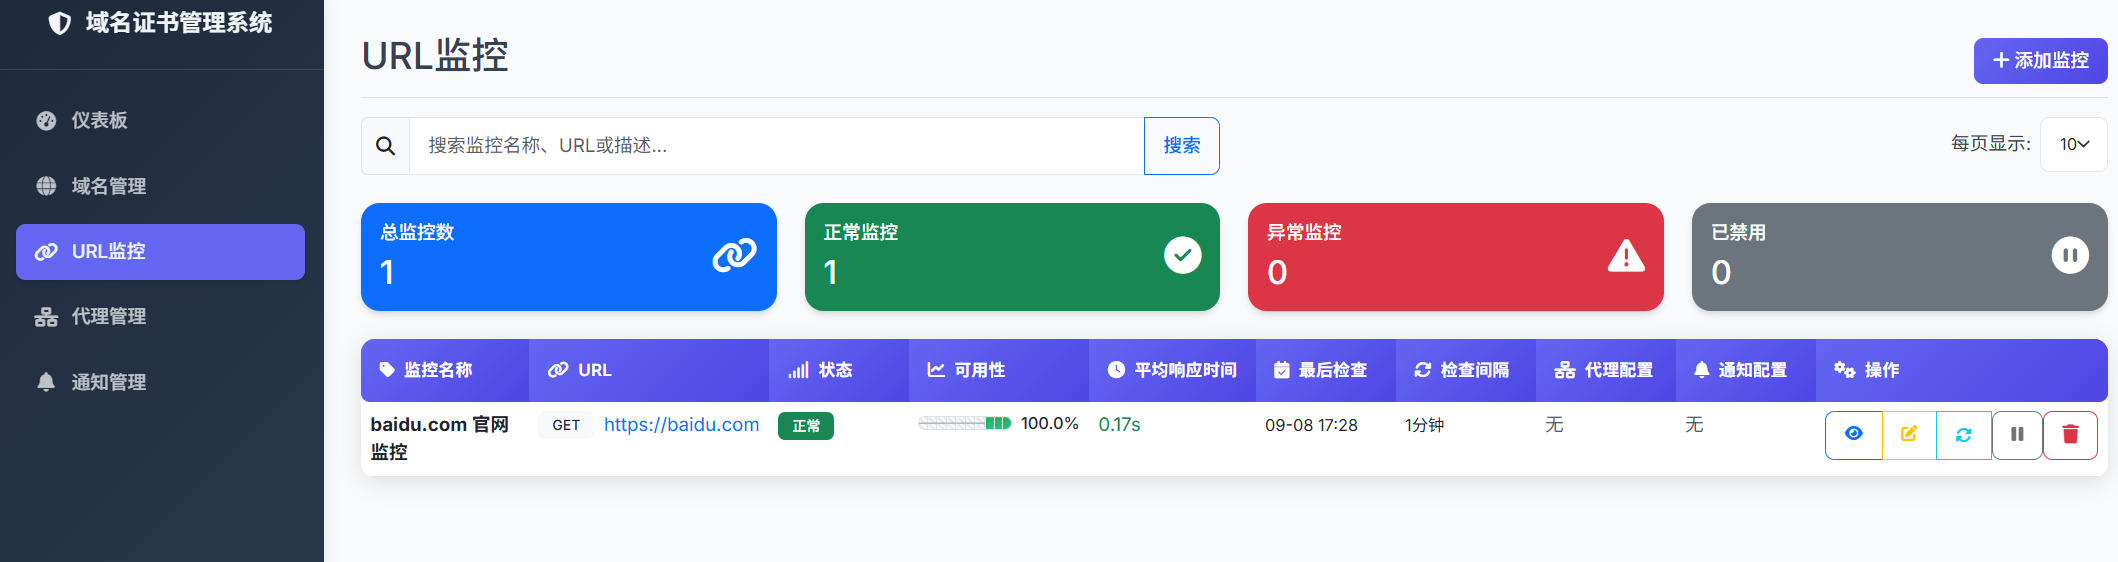 域名证书管理系统
仪表板
域名管理
URL监控
代理管理
通知管理
URL监控
添加监控
搜索监控名称、URL或描述...
搜索
每页显示:
10
总监控数
1
正常监控
1
异常监控
0
已禁用
0
监控名称 URL 状态 可用性 平均响应时间 最后检查 检查间隔 代理配置 通知配置 操作
baidu.com 官网 GET https://baidu.com 正常 100.0% 0.17s 09-08 17:28 1分钟 无 无
监控